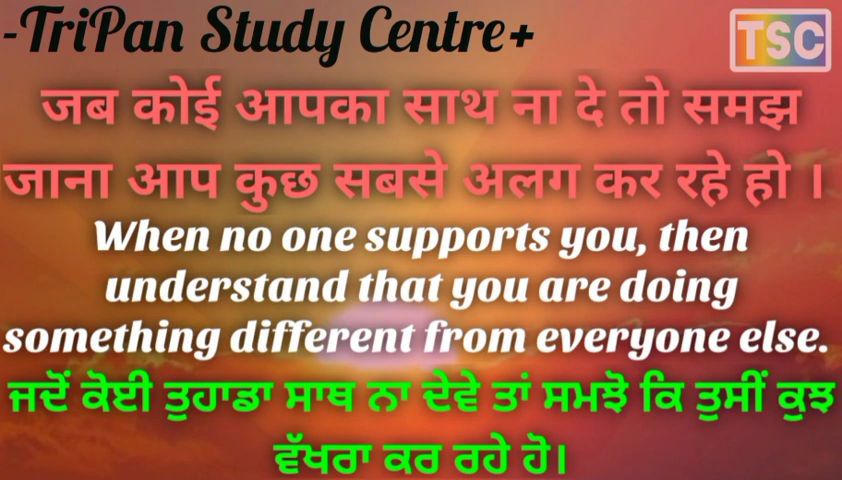 -TriPan Study Centre+
TSC
जब कोई आपका साथ ना दे तो समझ
जाना आप कुछ सबसे अलग कर रहे हो ।
When no one supports you, then
understand that you are doing
something different from everyone else.
ਜਦੋਂ ਕੋਈ ਤੁਹਾਡਾ ਸਾਥ ਨਾ ਦੇਵੇ ਤਾਂ ਸਮਝੋ ਕਿ ਤੁਸੀਂ ਕੁਝ
ਵੱਖਰਾ ਕਰ ਰਹੇ ਹੋ।